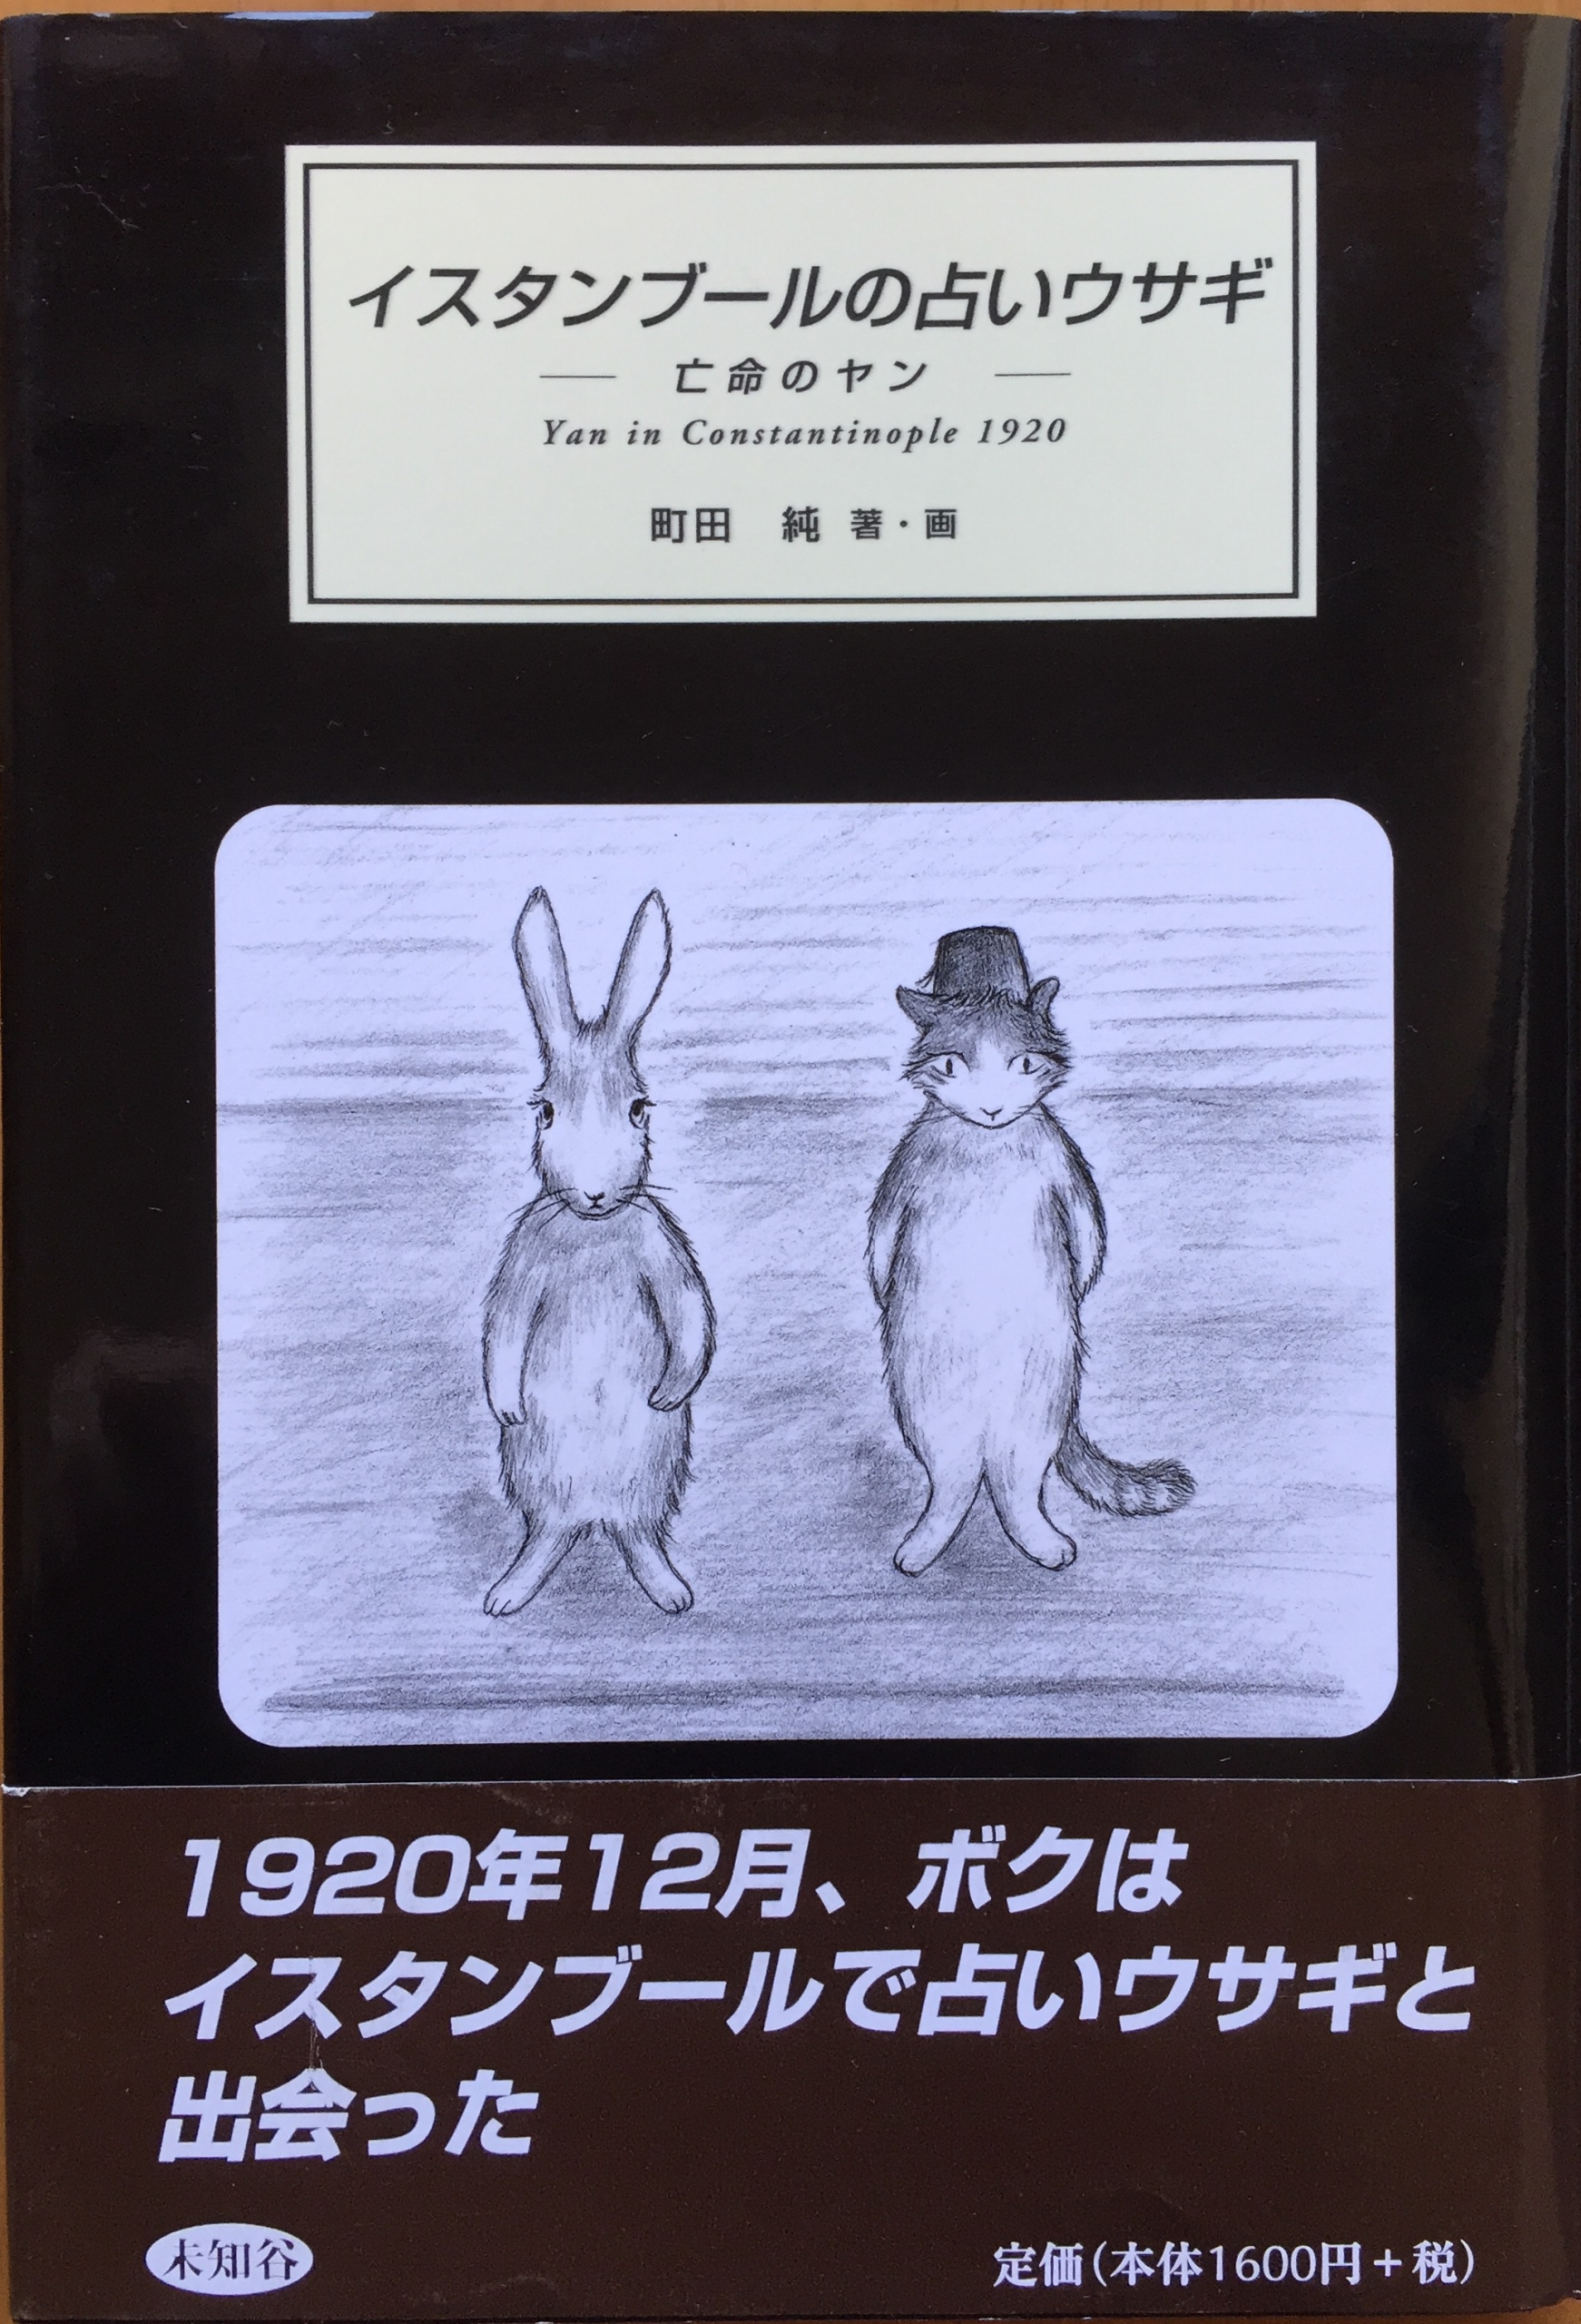 イスタンブールの占いウサギ
── 亡命のヤン ──
Yan in Constantinople 1920
町田 純 著・画
1920年12月、ボクは
イスタンブールで占いウサギと
出会った
未知谷
定価(本体1600円+税)